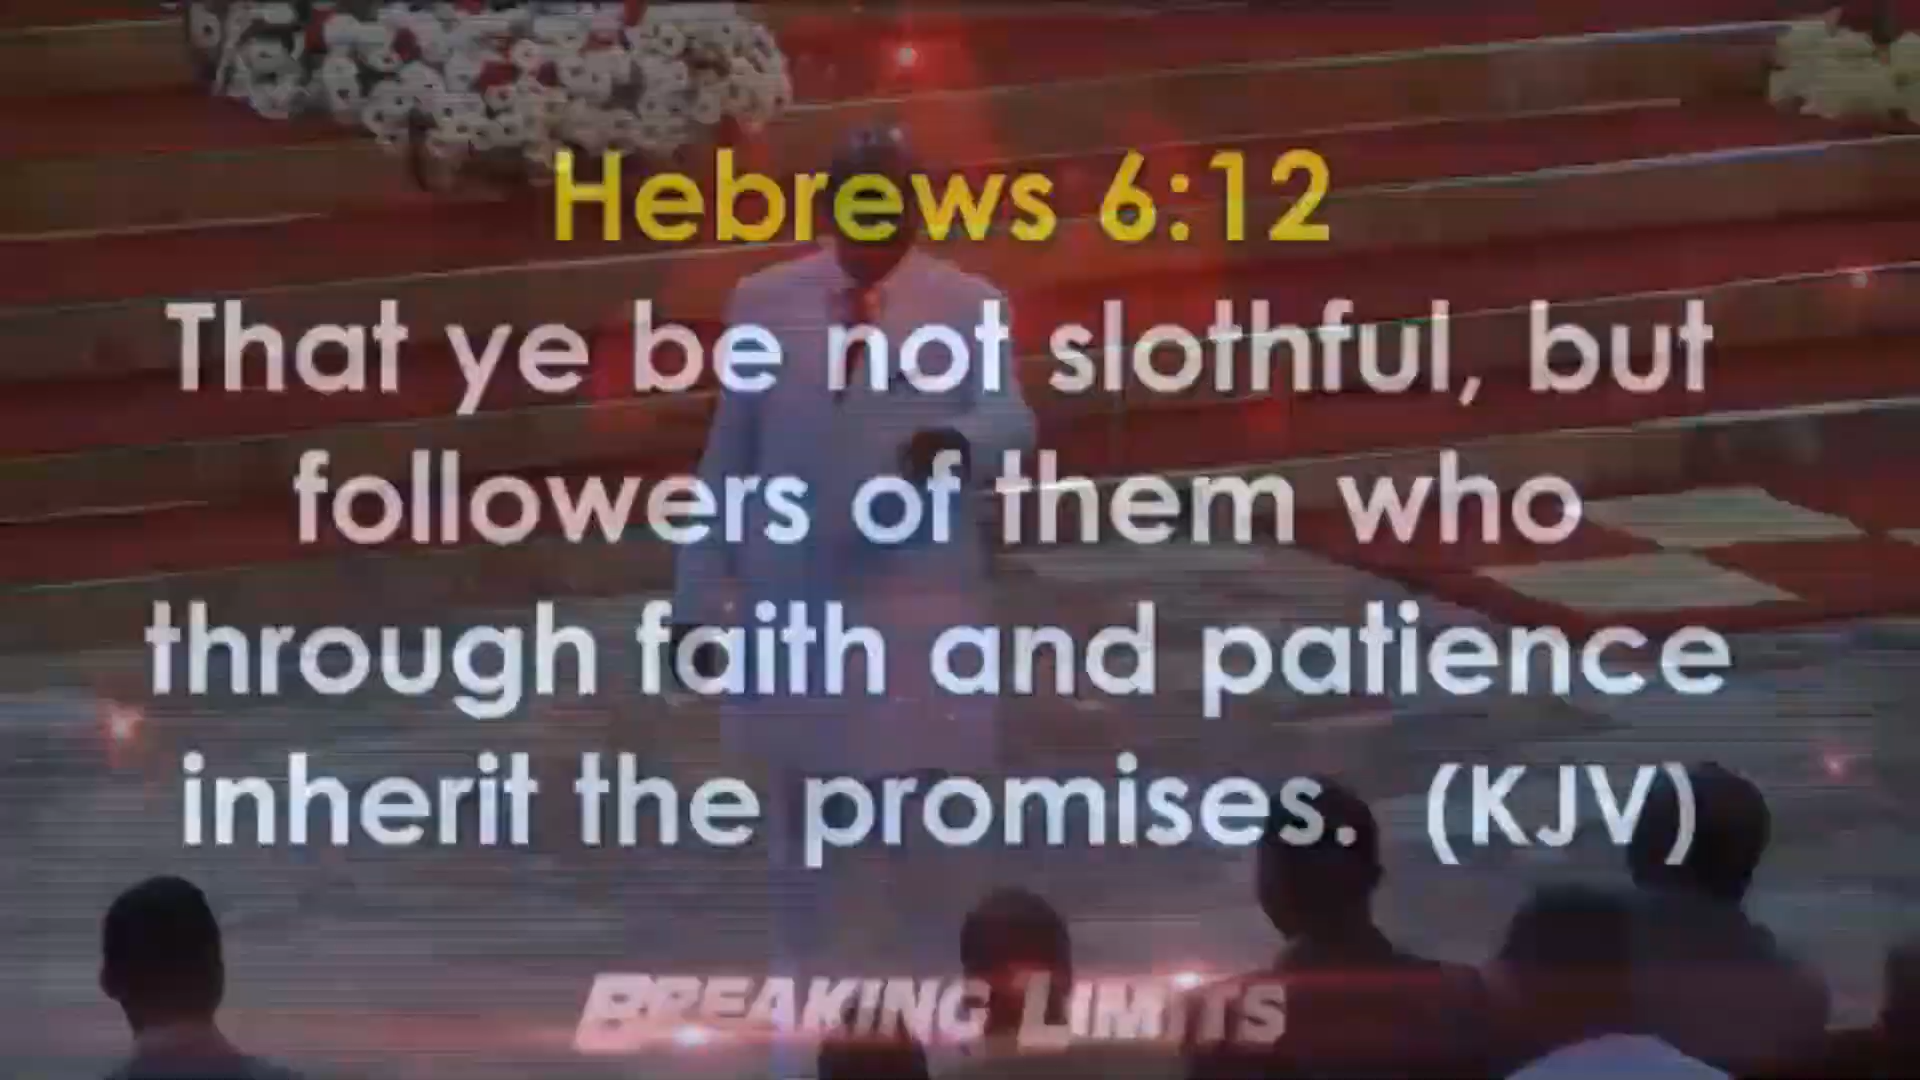 Hebrews 6:12
That ye be not slothful, but
followers of them who
through faith and patience
inherit the promises. (KJV)
BREAKING LIMITS